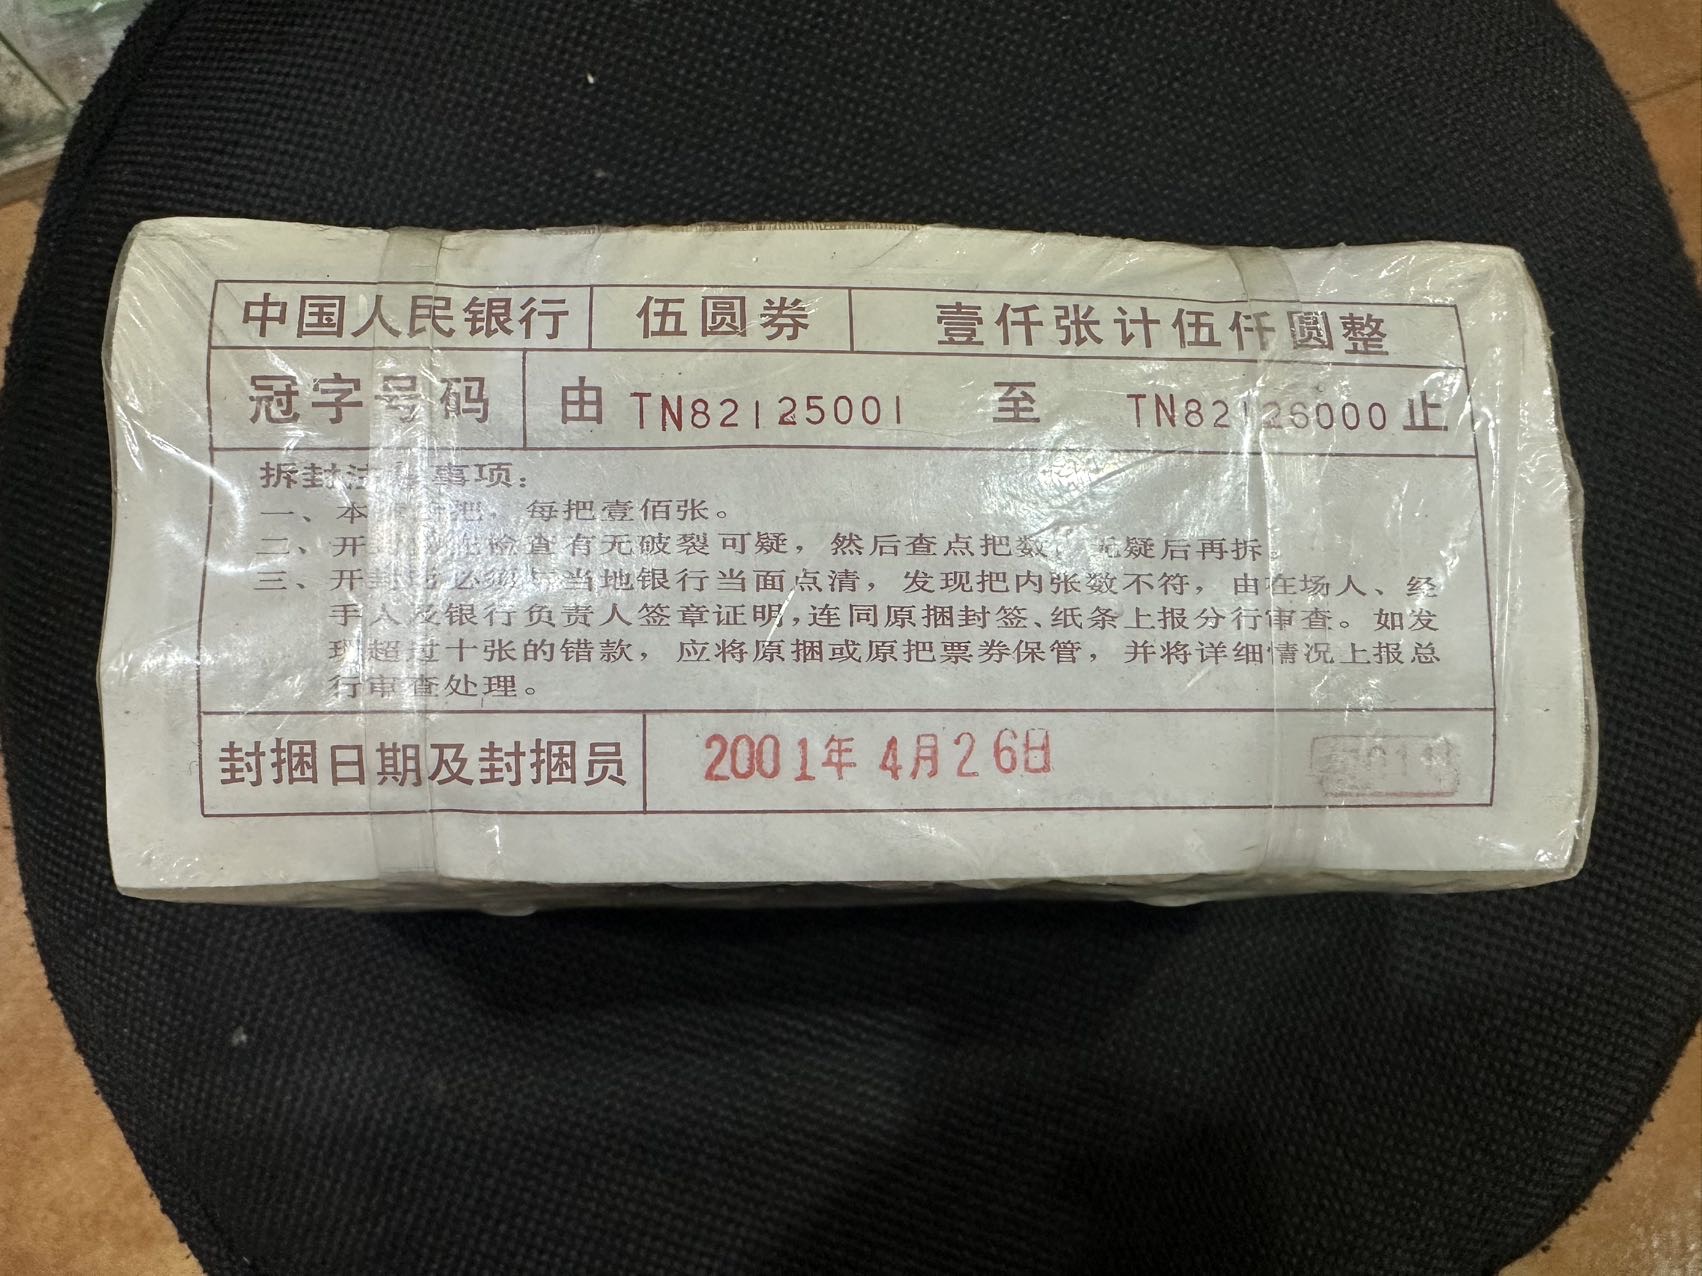 中国人民银行 伍圆券 壹仟张计伍仟圆整
冠字号码 由 TN82125001 至 TN82126000 止
拆封注 事项：
一、本 把，每把壹佰张。
二、开 检查有无破裂可疑，然后查点把数 无疑后再拆。
三、开封 必须 当地银行当面点清，发现把内张数不符，由在场人、经
手人及银行负责人签章证明，连同原捆封签、纸条上报分行审查。如发
现超过十张的错款，应将原捆或原把票券保管，并将详细情况上报总
行审查处理。
封捆日期及封捆员 2001年4月26日